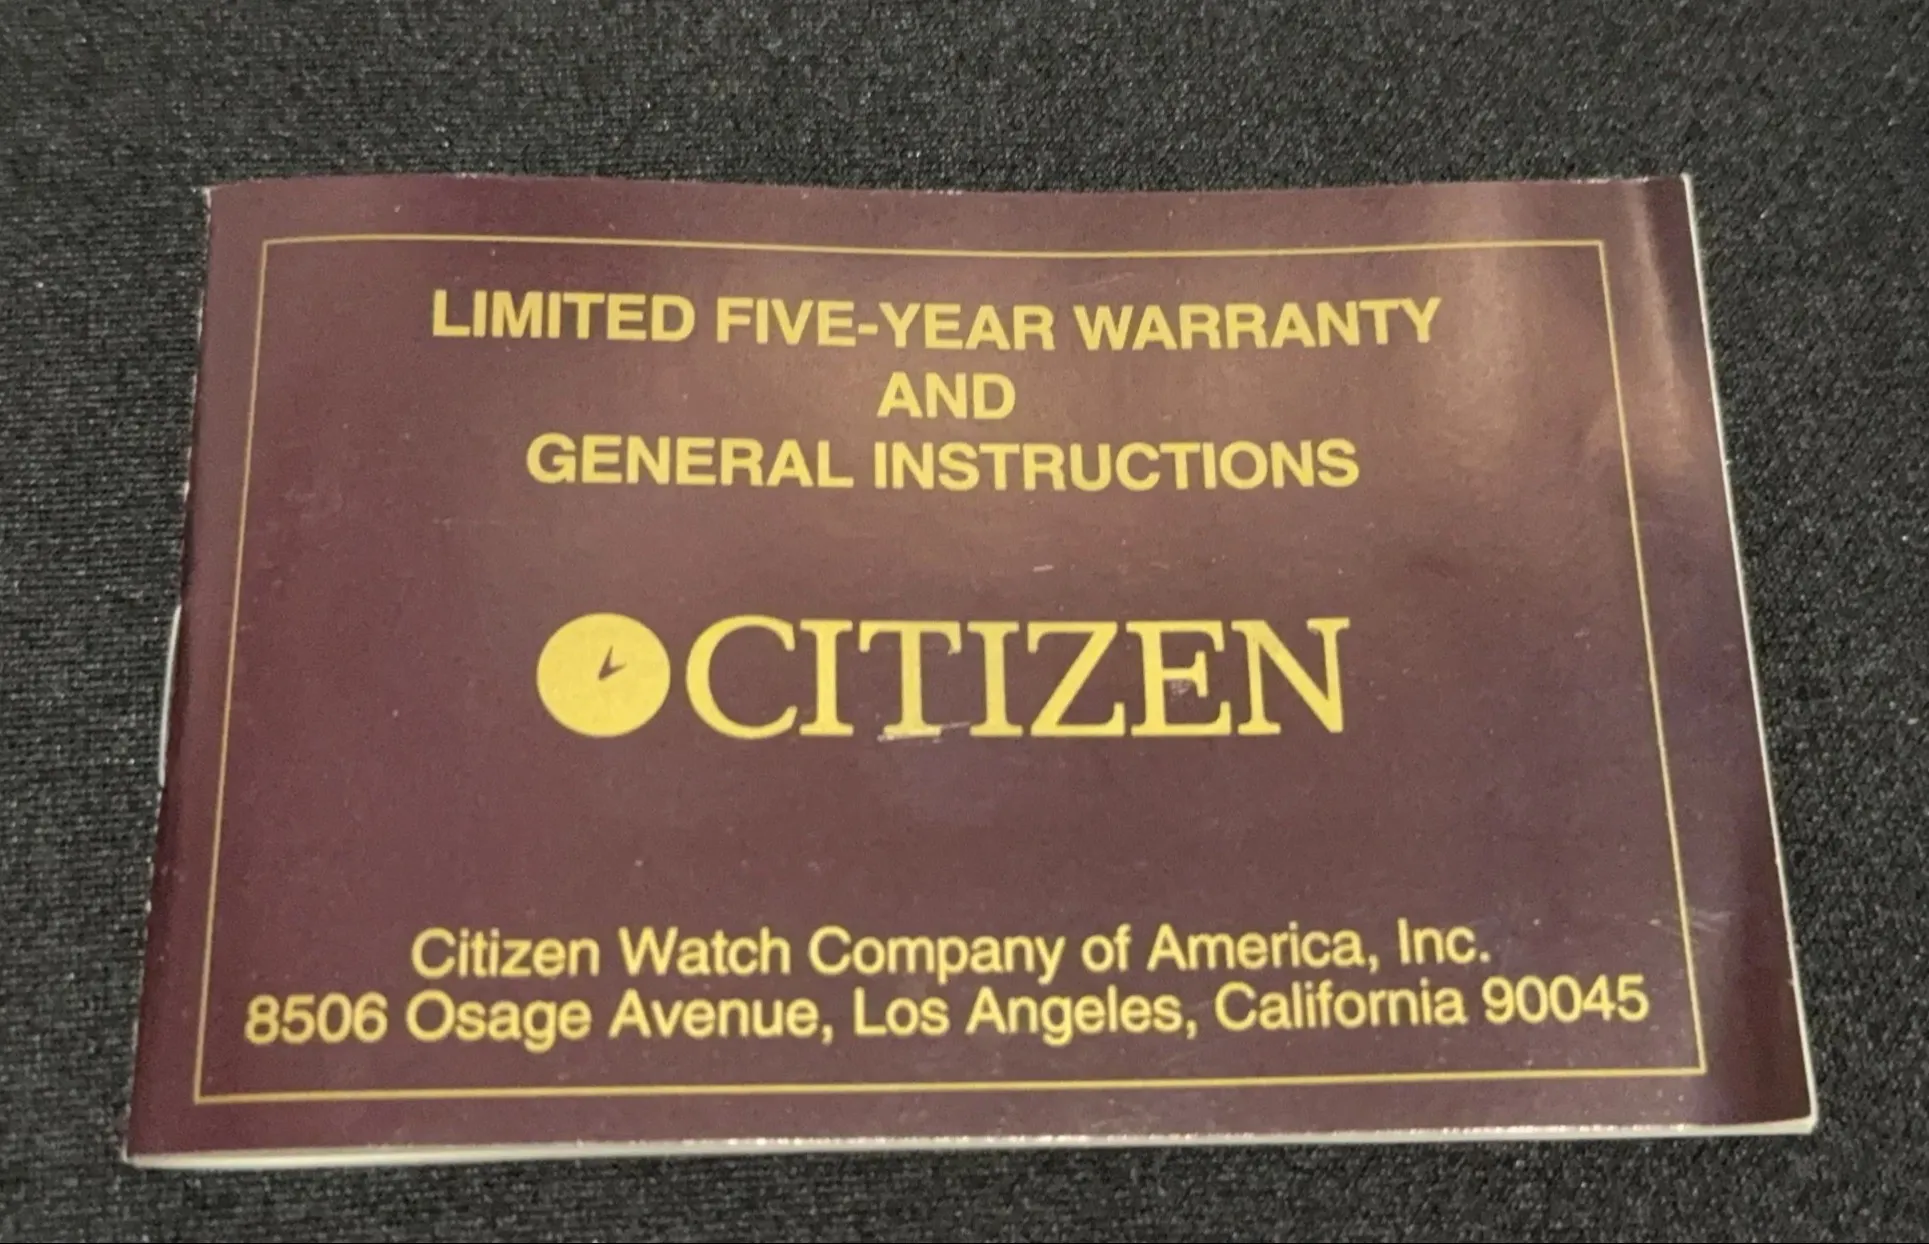 LIMITED FIVE-YEAR WARRANTY
AND
GENERAL INSTRUCTIONS
CITIZEN
Citizen Watch Company of America, Inc.
8506 Osage Avenue, Los Angeles, California 90045